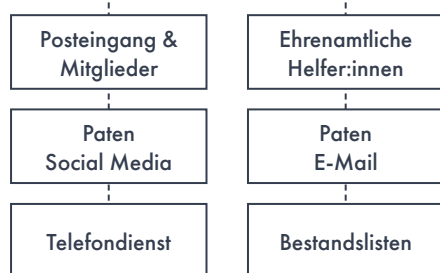 Posteingang &
Mitglieder
Ehrenamtliche
Helfer:innen
Paten
Social Media
Paten
E-Mail
Telefondienst
Bestandslisten